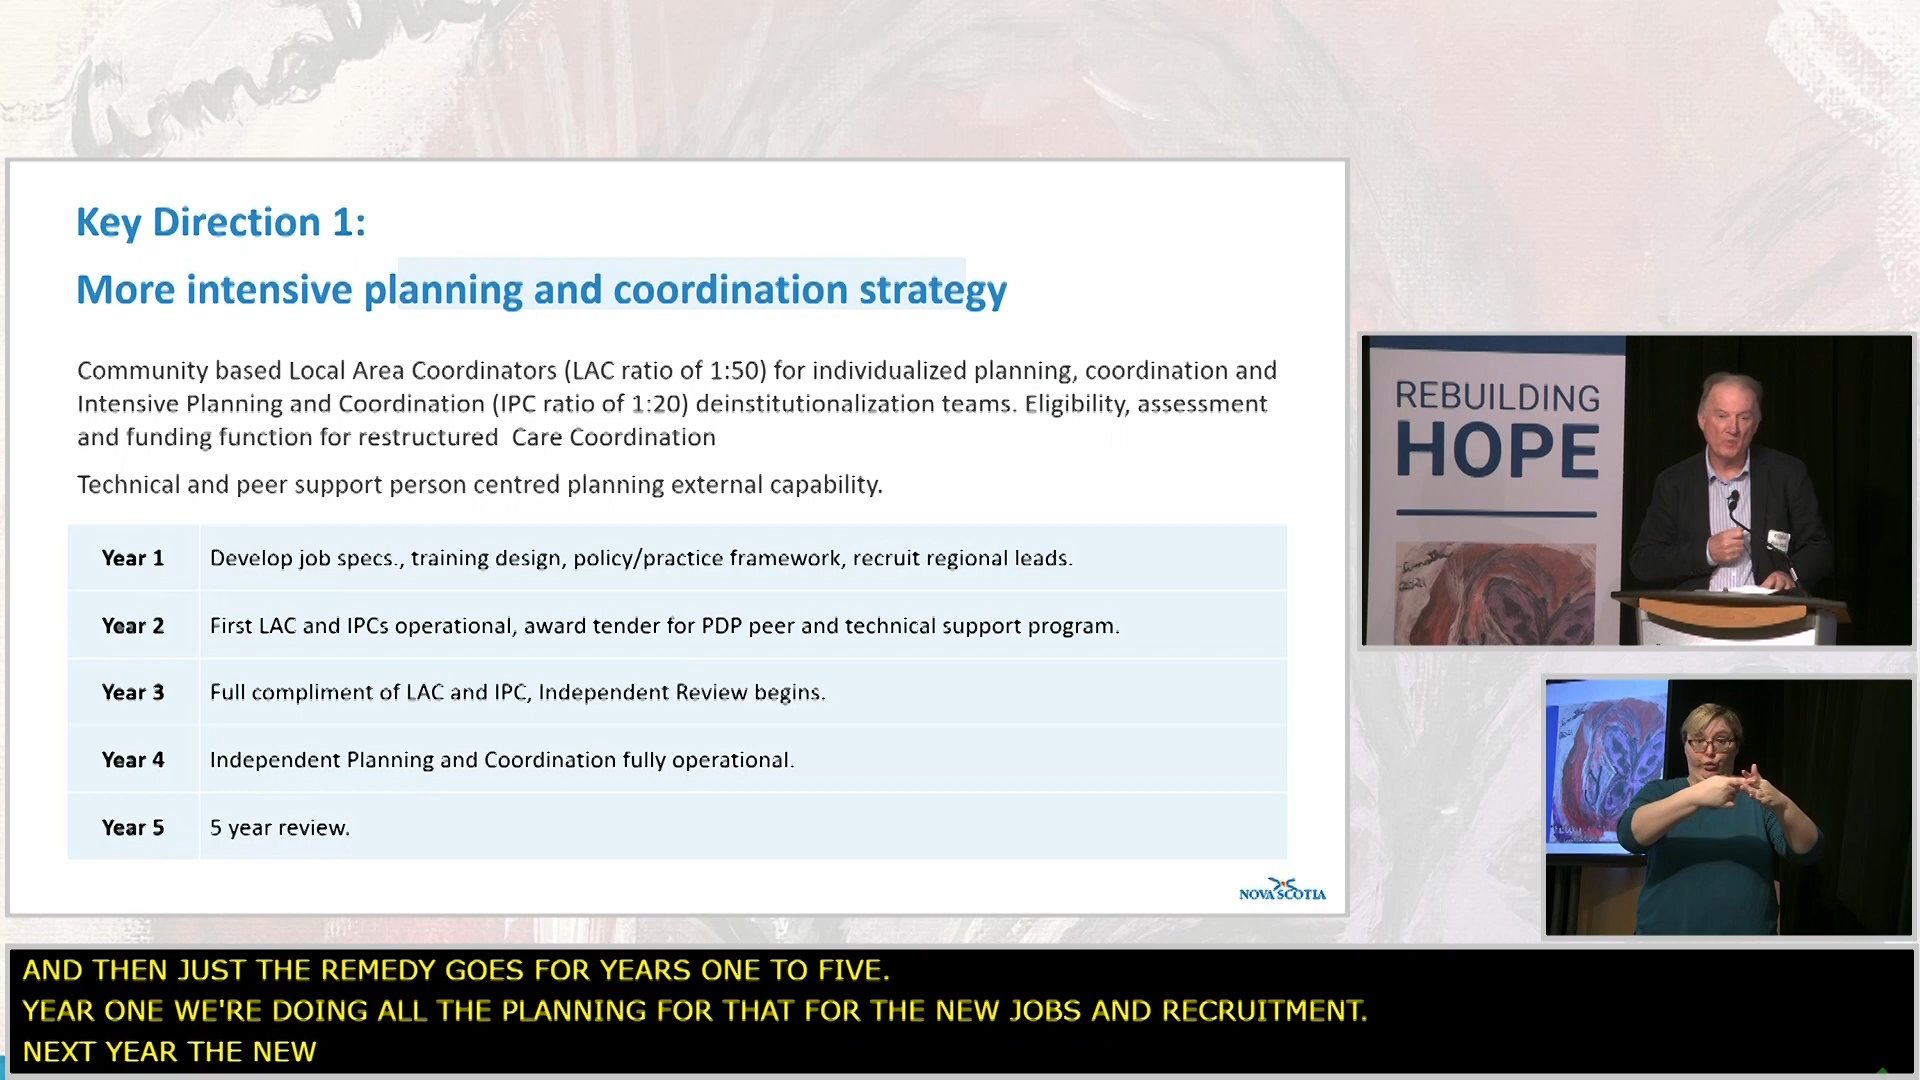 Key Direction 1:
More intensive planning and coordination strategy
Community based Local Area Coordinators (LAC ratio of 1:50) for individualized planning, coordination and
Intensive Planning and Coordination (IPC ratio of 1:20) deinstitutionalization teams. Eligibility, assessment
and funding function for restructured  Care Coordination
Technical and peer support person centred planning external capability.
Year 1 Develop job specs., training design, policy/practice framework, recruit regional leads.
Year 2 First LAC and IPCs operational, award tender for PDP peer and technical support program.
Year 3 Full compliment of LAC and IPC, Independent Review begins.
Year 4 Independent Planning and Coordination fully operational.
Year 5 5 year review.
NOVA SCOTIA
REBUILDING
HOPE
AND THEN JUST THE REMEDY GOES FOR YEARS ONE TO FIVE.
YEAR ONE WE'RE DOING ALL THE PLANNING FOR THAT FOR THE NEW JOBS AND RECRUITMENT.
NEXT YEAR THE NEW